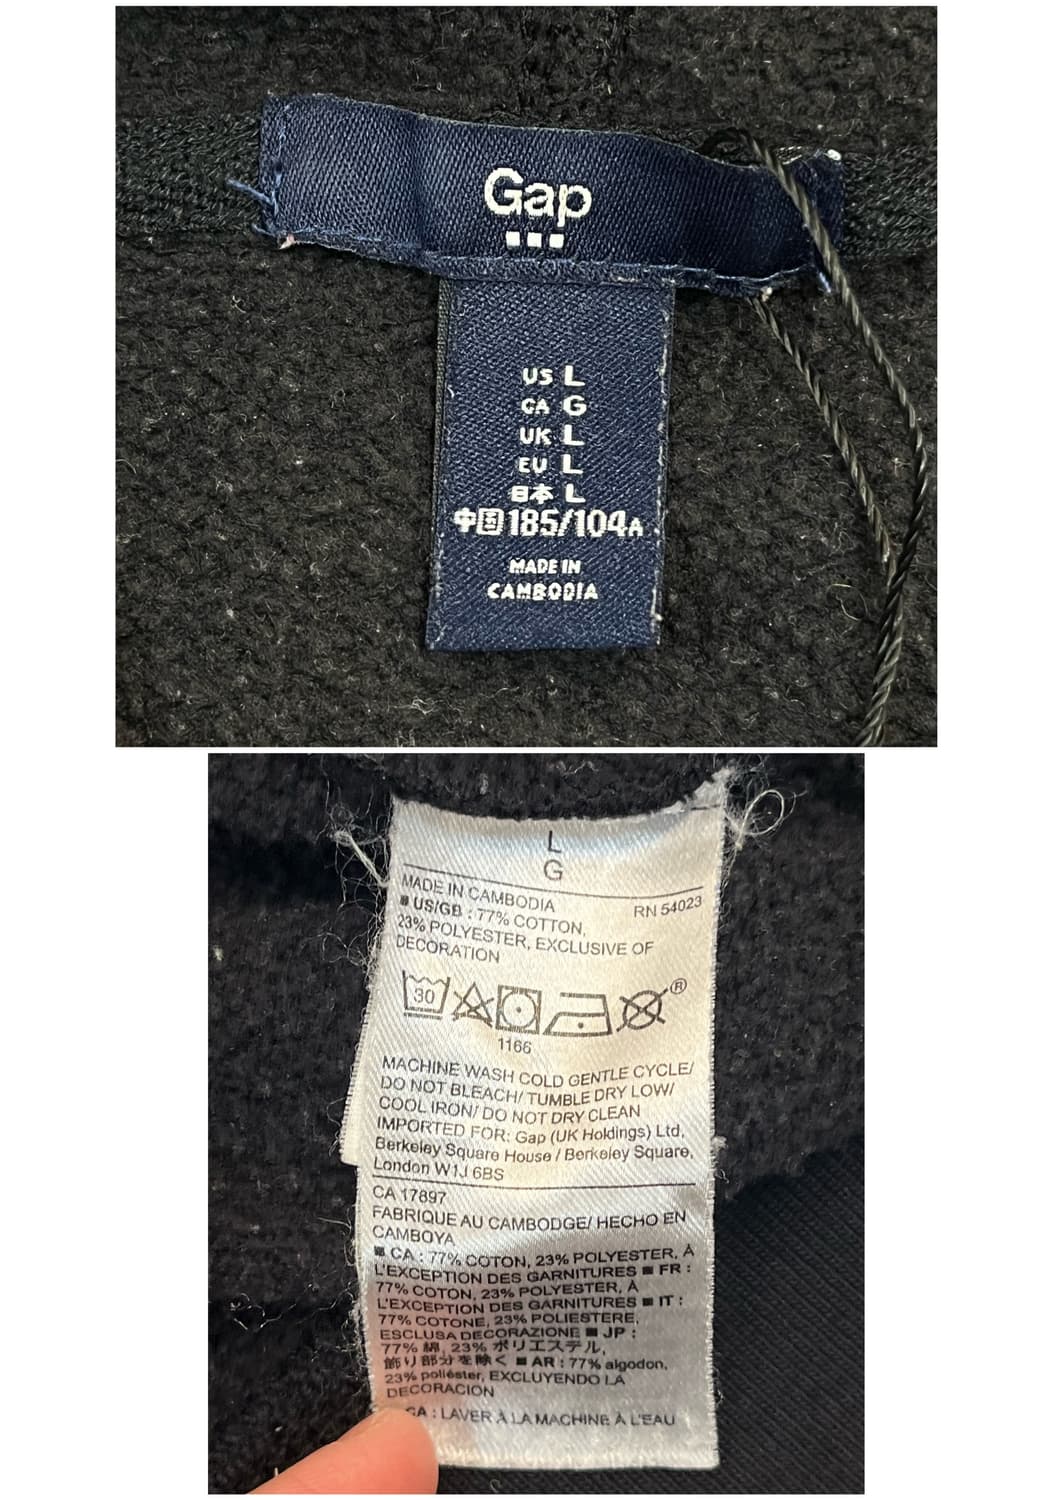 Gap
US L
CA G
UK L
EU L
日本 L
中国 185/104A
MADE IN
CAMBODIA
L
G
MADE IN CAMBODIA
RN 54023
US/GB : 77% COTTON,
23% POLYESTER, EXCLUSIVE OF
DECORATION
30
®
1166
MACHINE WASH COLD GENTLE CYCLE/
DO NOT BLEACH/ TUMBLE DRY LOW/
COOL IRON/ DO NOT DRY CLEAN
IMPORTED FOR: Gap (UK Holdings) Ltd,
Berkeley Square House / Berkeley Square,
London W1J 6BS
CA 17897
FABRIQUE AU CAMBODGE/ HECHO EN
CAMBOYA
CA : 77% COTON, 23% POLYESTER, À
L'EXCEPTION DES GARNITURES ■ FR :
77% COTON, 23% POLYESTER, À
L'EXCEPTION DES GARNITURES ■ IT :
77% COTONE, 23% POLIESTERE,
ESCLUSA DECORAZIONE ■ JP :
77% 綿, 23% ポリエステル,
飾り部分を除く ■ AR : 77% algodon,
23% poliéster, EXCLUYENDO LA
DECORACION
CA : LAVER À LA MACHINE À L'EAU